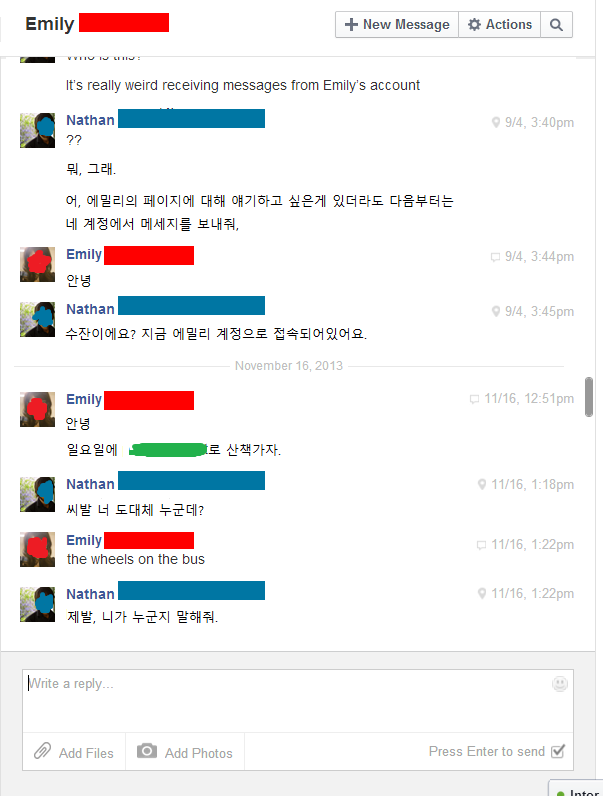 Emily
New Message
Actions
Who is this?
It's really weird receiving messages from Emily's account
Nathan
9/4, 3:40pm
??
뭐, 그래.
어, 에밀리의 페이지에 대해 얘기하고 싶은게 있더라도 다음부터는
네 계정에서 메세지를 보내줘,
Emily
9/4, 3:44pm
안녕
Nathan
9/4, 3:45pm
수잔이에요? 지금 에밀리 계정으로 접속되어있어요.
November 16, 2013
Emily
11/16, 12:51pm
안녕
일요일에 로 산책가자.
Nathan
11/16, 1:18pm
씨발 너 도대체 누군데?
Emily
11/16, 1:22pm
the wheels on the bus
Nathan
11/16, 1:22pm
제발, 니가 누군지 말해줘.
Write a reply...
Add Files
Add Photos
Press Enter to send